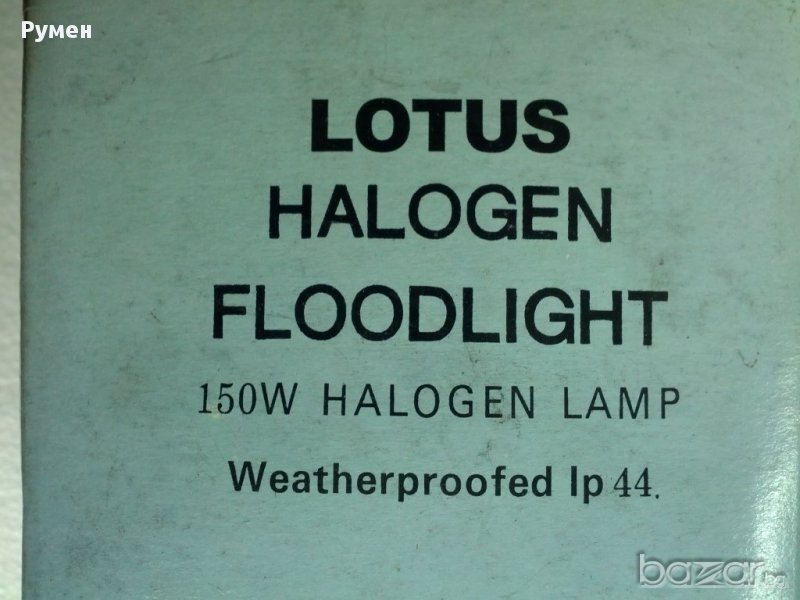 Румен
LOTUS
HALOGEN
FLOODLIGHT
150W HALOGEN LAMP
Weatherproofed Ip 44.
bazar.bg